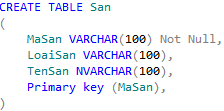 CREATE TABLE San
(
MaSan VARCHAR(100) Not Null,
LoaiSan VARCHAR(100),
TenSan NVARCHAR(100),
Primary key (MaSan),
)